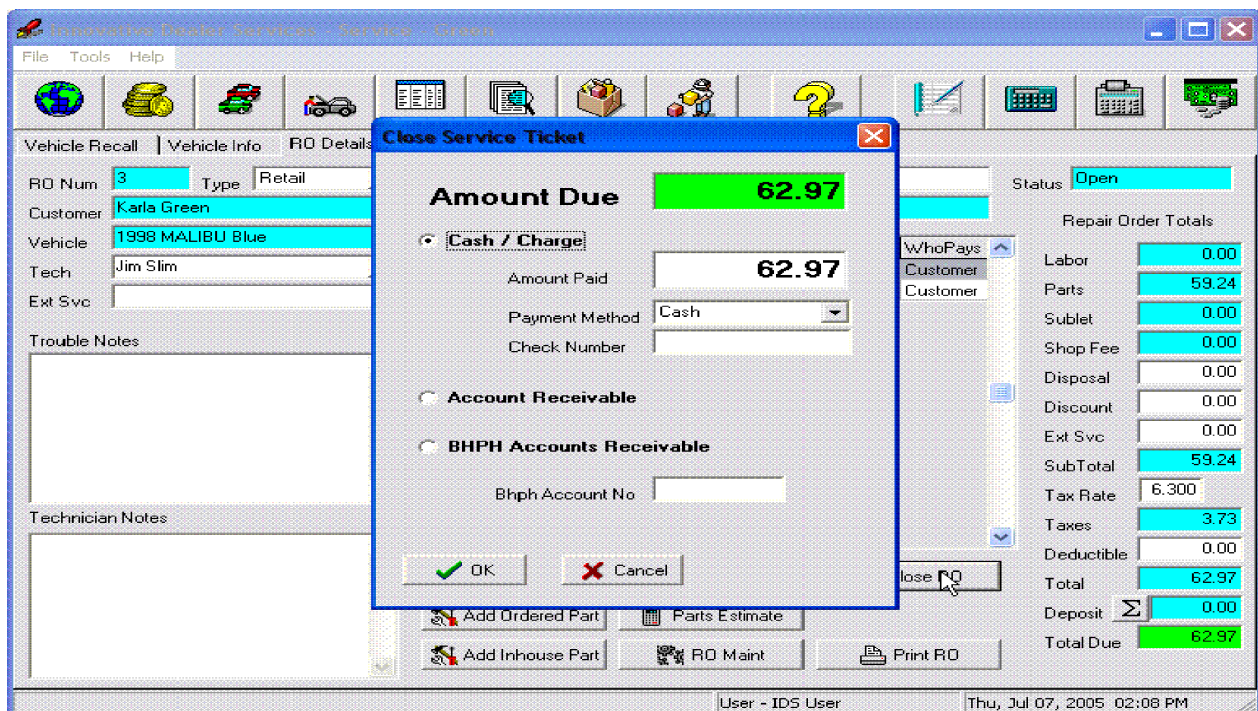 Innovative Dealer Services - Service - Green
File Tools Help
Vehicle Recall Vehicle Info RO Details
RO Num 3 Type Retail
Customer Karla Green
Vehicle 1998 MALIBU Blue
Tech Jim Slim
Ext Svc
Trouble Notes
Technician Notes
Close Service Ticket
Amount Due 62.97
Cash / Charge
Amount Paid 62.97
Payment Method Cash
Check Number
Account Receivable
BHPH Accounts Receivable
Bhph Account No
OK Cancel
WhoPays
Customer
Customer
lose RO
Add Ordered Part Parts Estimate
Add Inhouse Part RO Maint Print RO
Status Open
Repair Order Totals
Labor 0.00
Parts 59.24
Sublet 0.00
Shop Fee 0.00
Disposal 0.00
Discount 0.00
Ext Svc 0.00
SubTotal 59.24
Tax Rate 6.300
Taxes 3.73
Deductible 0.00
Total 62.97
Deposit Σ 0.00
Total Due 62.97
User - IDS User Thu, Jul 07, 2005 02:08 PM